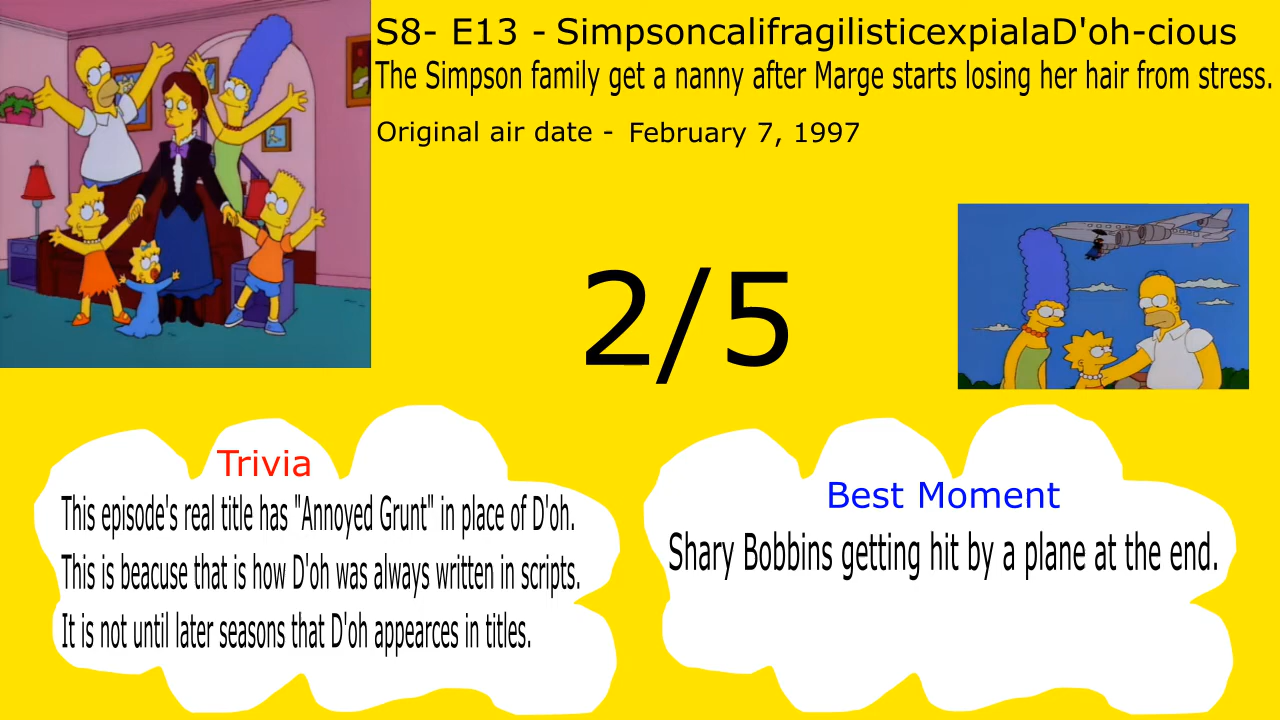 S8- E13 - SimpsoncalifragilisticexpialaD'oh-cious
The Simpson family get a nanny after Marge starts losing her hair from stress.
Original air date - February 7, 1997
2/5
Trivia
This episode's real title has "Annoyed Grunt" in place of D'oh.
This is beacuse that is how D'oh was always written in scripts.
It is not until later seasons that D'oh appearces in titles.
Best Moment
Shary Bobbins getting hit by a plane at the end.